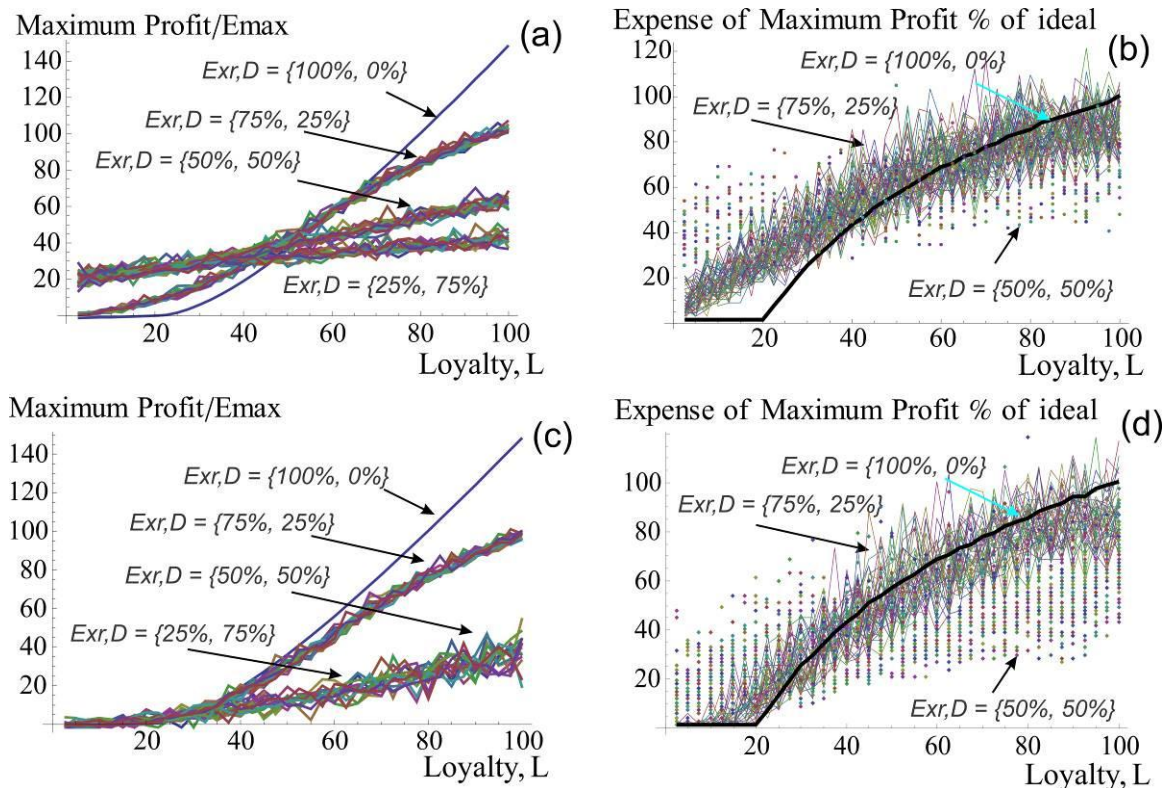 Maximum Profit/Emax
(a)
140
120
100
80
60
40
20
Exr,D = {100%, 0%}
Exr,D = {75%, 25%}
Exr,D = {50%, 50%}
Exr,D = {25%, 75%}
20 40 60 80 100
Loyalty, L
Expense of Maximum Profit % of ideal
(b)
120
100
80
60
40
20
Exr,D = {100%, 0%}
Exr,D = {75%, 25%}
Exr,D = {50%, 50%}
20 40 60 80 100
Loyalty, L
Maximum Profit/Emax
(c)
140
120
100
80
60
40
20
Exr,D = {100%, 0%}
Exr,D = {75%, 25%}
Exr,D = {50%, 50%}
Exr,D = {25%, 75%}
20 40 60 80 100
Loyalty, L
Expense of Maximum Profit % of ideal
(d)
100
80
60
40
20
Exr,D = {100%, 0%}
Exr,D = {75%, 25%}
Exr,D = {50%, 50%}
20 40 60 80 100
Loyalty, L